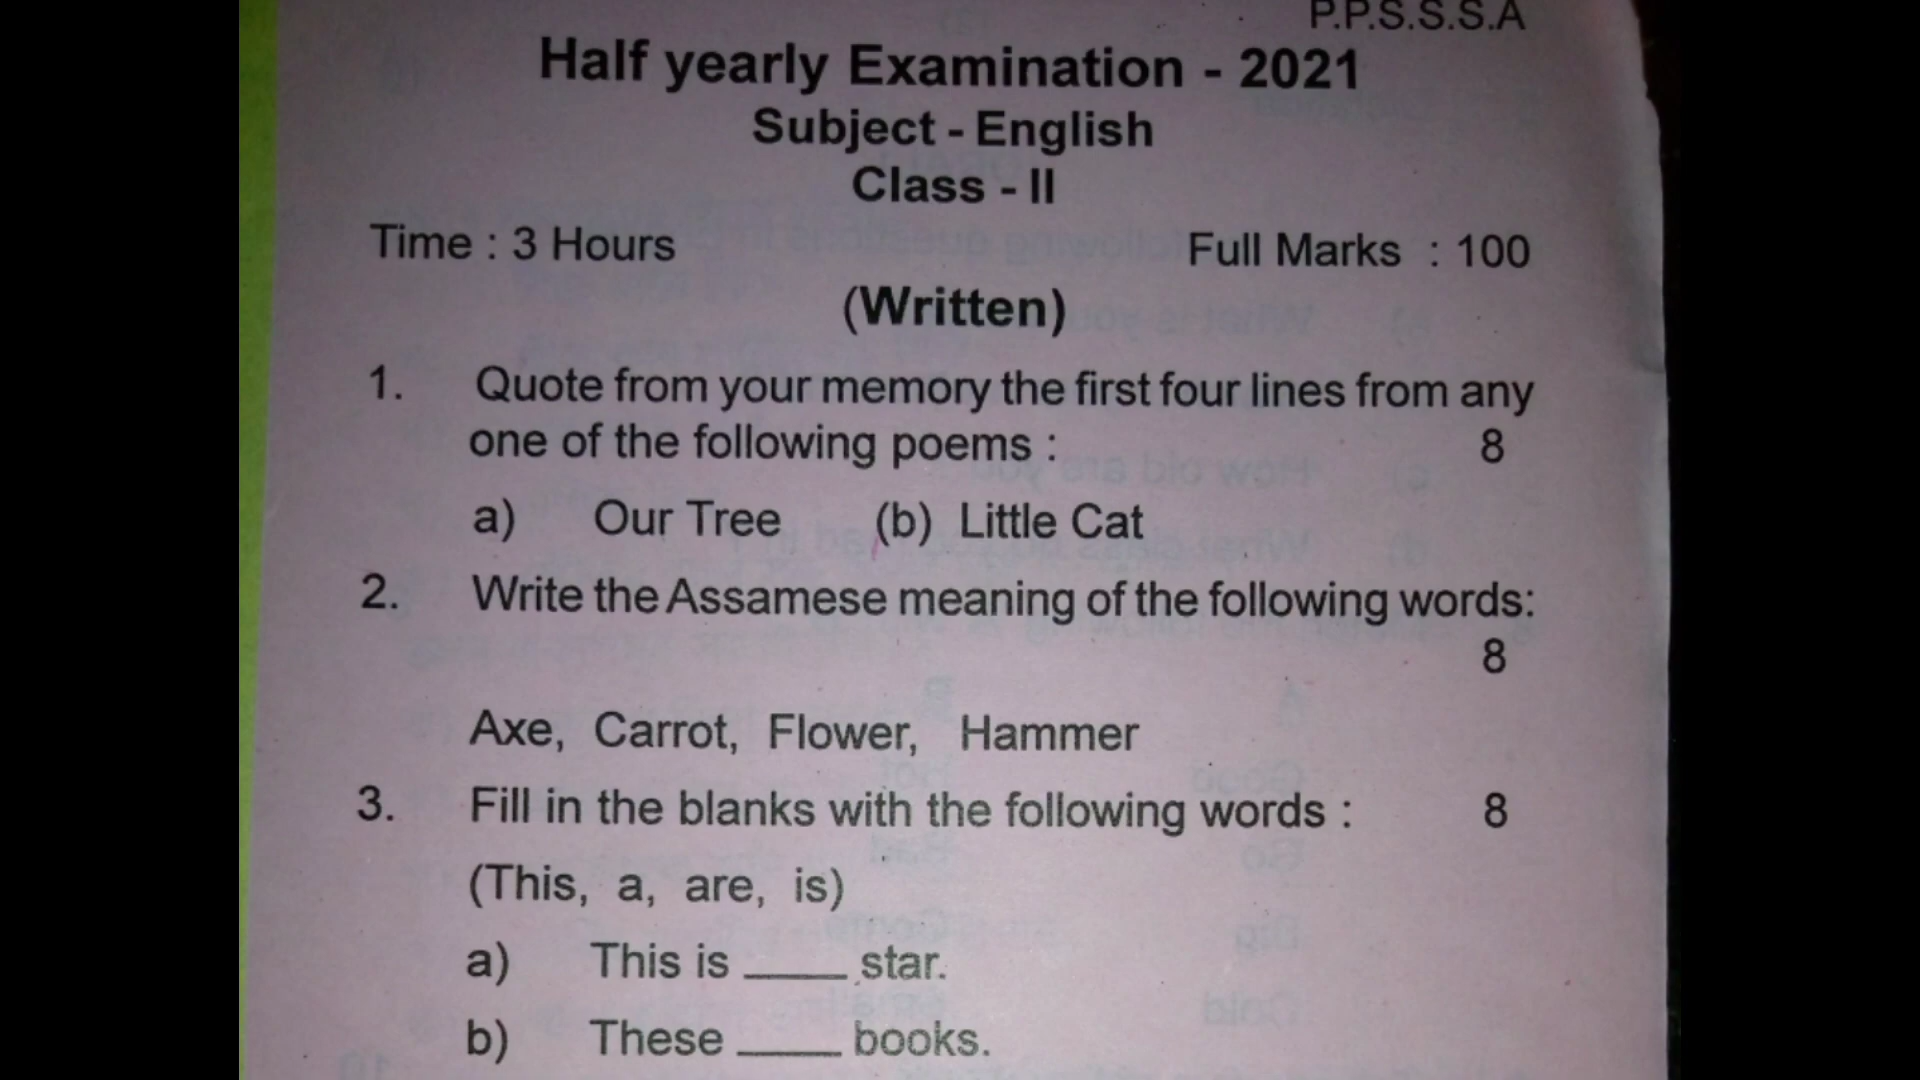 P.P.S.S.S.A
Half yearly Examination - 2021
Subject - English
Class - II
Time : 3 Hours Full Marks : 100
(Written)
1. Quote from your memory the first four lines from any
one of the following poems : 8
a) Our Tree (b) Little Cat
2. Write the Assamese meaning of the following words:
8
Axe, Carrot, Flower, Hammer
3. Fill in the blanks with the following words : 8
(This, a, are, is)
a) This is ____ star.
b) These ____ books.